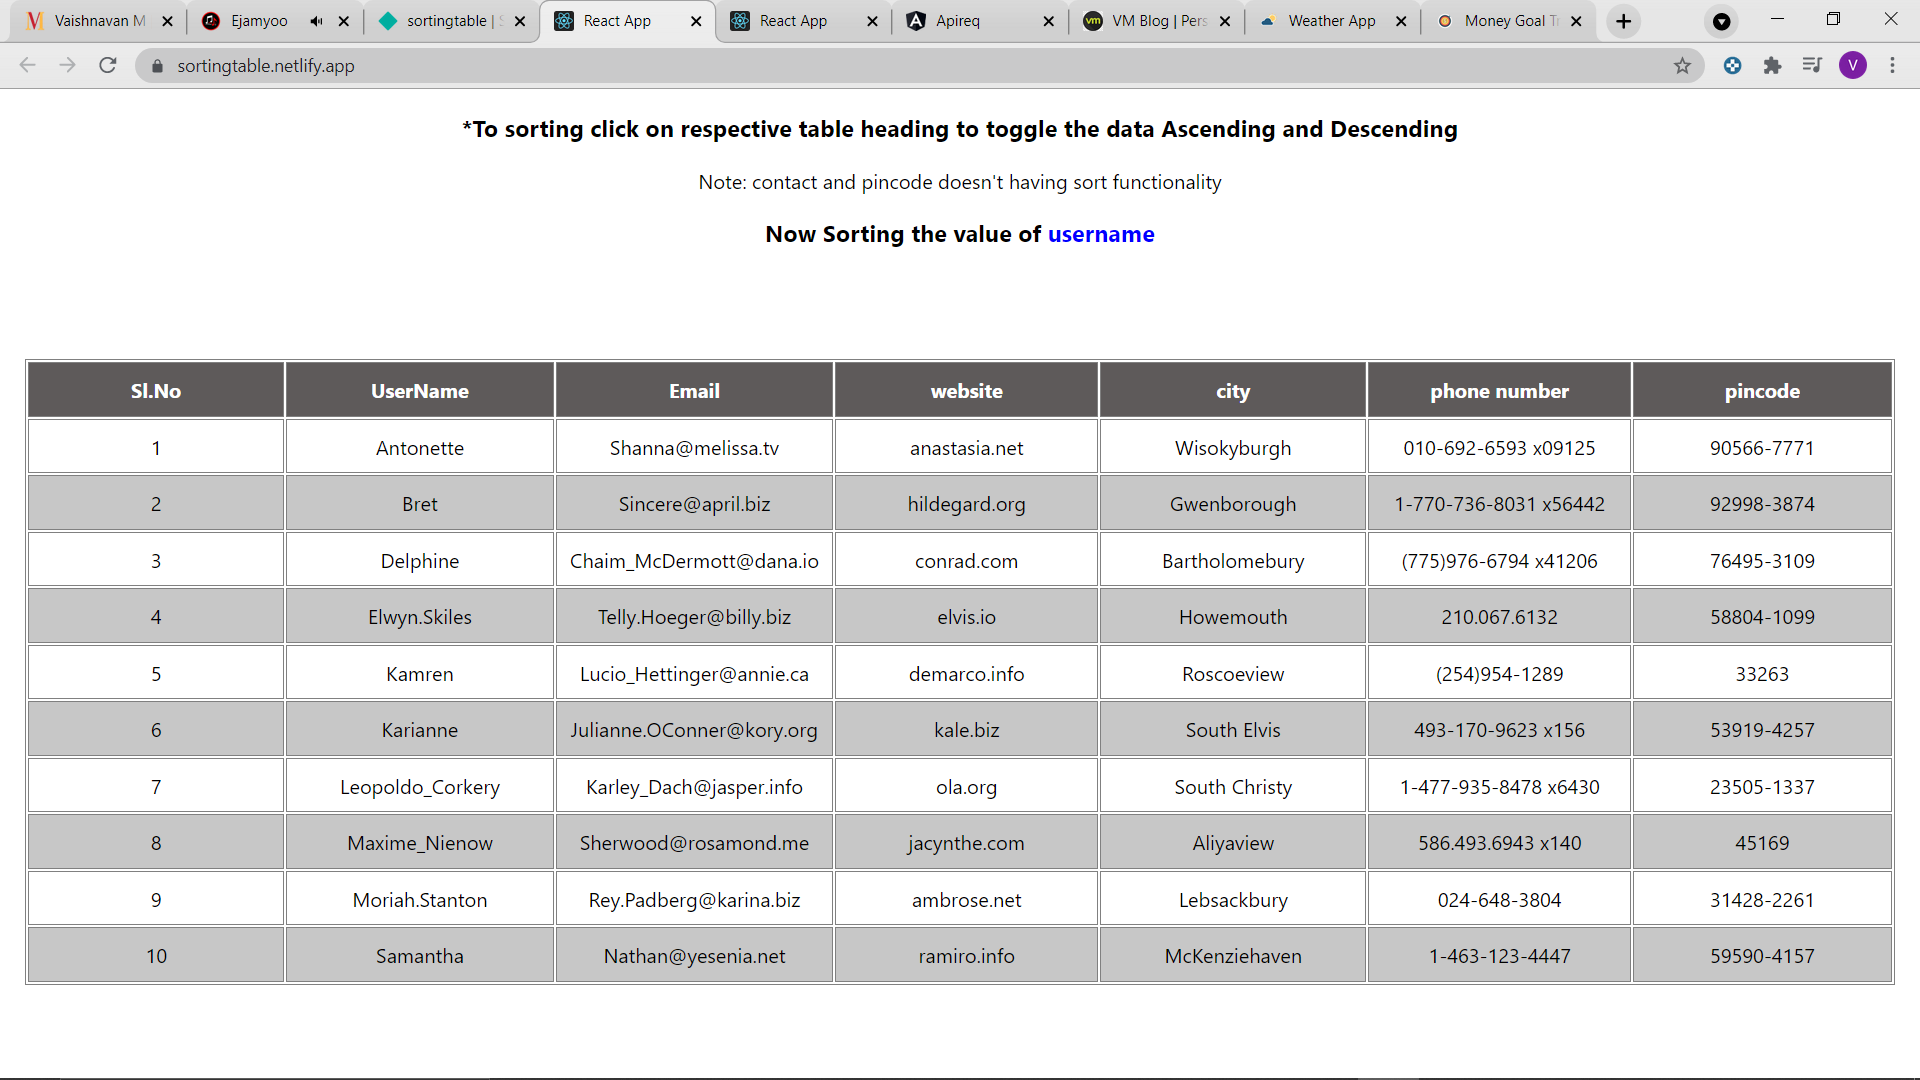 Vaishnavan M
Ejamyoo
sortingtable | S
React App
React App
Apireq
vm VM Blog | Pers
Weather App
Money Goal Tr
sortingtable.netlify.app
V
*To sorting click on respective table heading to toggle the data Ascending and Descending
Note: contact and pincode doesn't having sort functionality
Now Sorting the value of username
Sl.No UserName Email website city phone number pincode
1 Antonette Shanna@melissa.tv anastasia.net Wisokyburgh 010-692-6593 x09125 90566-7771
2 Bret Sincere@april.biz hildegard.org Gwenborough 1-770-736-8031 x56442 92998-3874
3 Delphine Chaim_McDermott@dana.io conrad.com Bartholomebury (775)976-6794 x41206 76495-3109
4 Elwyn.Skiles Telly.Hoeger@billy.biz elvis.io Howemouth 210.067.6132 58804-1099
5 Kamren Lucio_Hettinger@annie.ca demarco.info Roscoeview (254)954-1289 33263
6 Karianne Julianne.OConner@kory.org kale.biz South Elvis 493-170-9623 x156 53919-4257
7 Leopoldo_Corkery Karley_Dach@jasper.info ola.org South Christy 1-477-935-8478 x6430 23505-1337
8 Maxime_Nienow Sherwood@rosamond.me jacynthe.com Aliyaview 586.493.6943 x140 45169
9 Moriah.Stanton Rey.Padberg@karina.biz ambrose.net Lebsackbury 024-648-3804 31428-2261
10 Samantha Nathan@yesenia.net ramiro.info McKenziehaven 1-463-123-4447 59590-4157